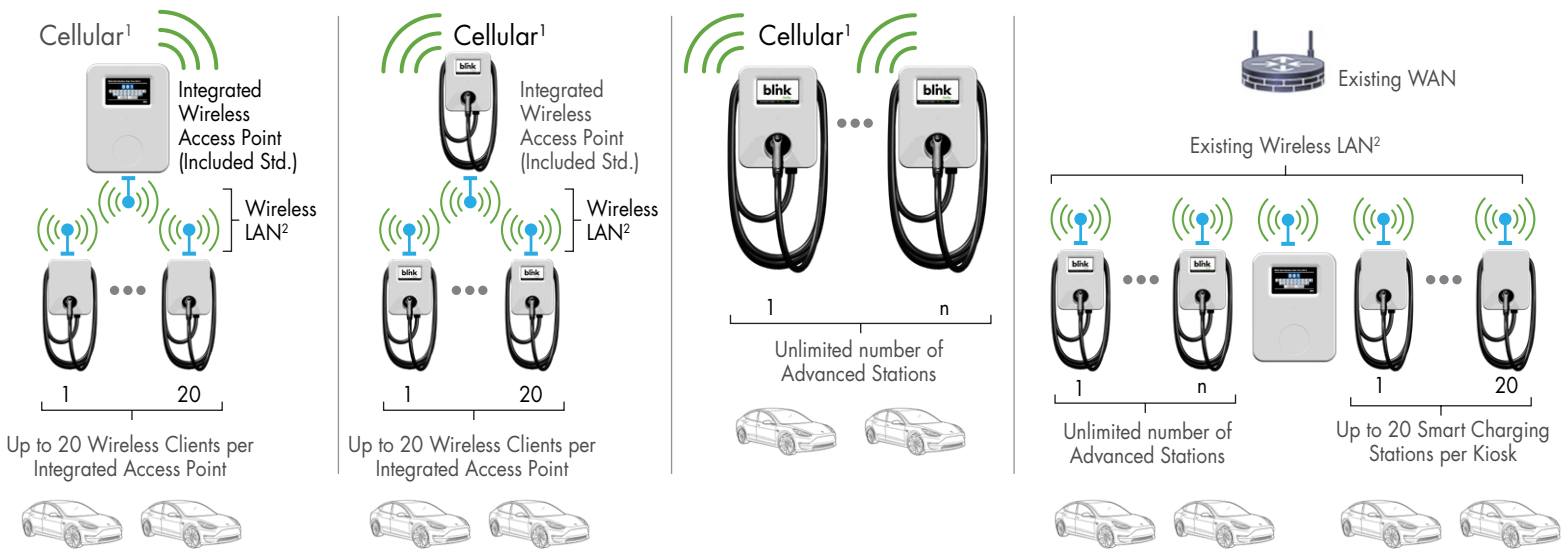 Cellular1
Integrated
Wireless
Access Point
(Included Std.)
Wireless
LAN2
1
20
Up to 20 Wireless Clients per
Integrated Access Point
Cellular1
blink
Integrated
Wireless
Access Point
(Included Std.)
Wireless
LAN2
blink
blink
1
20
Up to 20 Wireless Clients per
Integrated Access Point
Cellular1
blink
blink
1
n
Unlimited number of
Advanced Stations
Existing WAN
Existing Wireless LAN2
blink
blink
1
n
1
20
Unlimited number of
Advanced Stations
Up to 20 Smart Charging
Stations per Kiosk